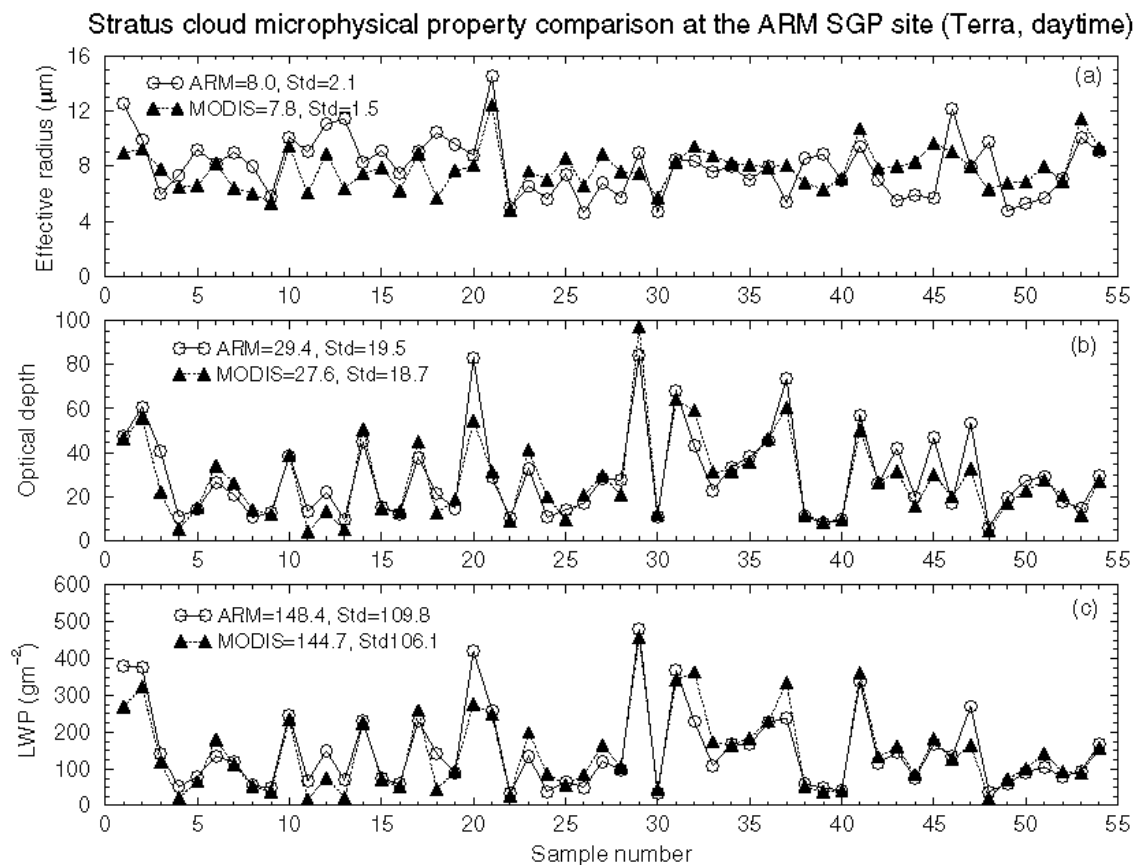 Stratus cloud microphysical property comparison at the ARM SGP site (Terra, daytime)
16
12
8
4
0
Effective radius (μm)
ARM=8.0, Std=2.1
MODIS=7.8, Std=1.5
(a)
0 5 10 15 20 25 30 35 40 45 50 55
100
80
60
40
20
0
Optical depth
ARM=29.4, Std=19.5
MODIS=27.6, Std=18.7
(b)
0 5 10 15 20 25 30 35 40 45 50 55
600
500
400
300
200
100
0
LWP (gm⁻²)
ARM=148.4, Std=109.8
MODIS=144.7, Std106.1
(c)
0 5 10 15 20 25 30 35 40 45 50 55
Sample number